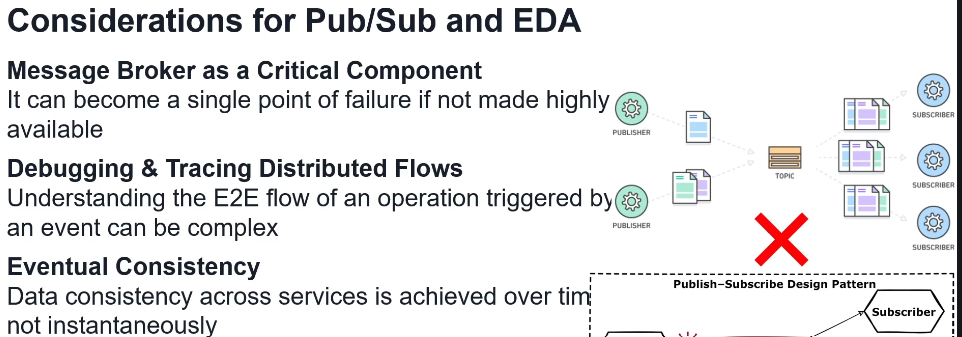 Considerations for Pub/Sub and EDA
Message Broker as a Critical Component
It can become a single point of failure if not made highly
available
Debugging & Tracing Distributed Flows
Understanding the E2E flow of an operation triggered by
an event can be complex
Eventual Consistency
Data consistency across services is achieved over tim
not instantaneously
PUBLISHER
PUBLISHER
TOPIC
SUBSCRIBER
SUBSCRIBER
SUBSCRIBER
Publish–Subscribe Design Pattern
Subscriber